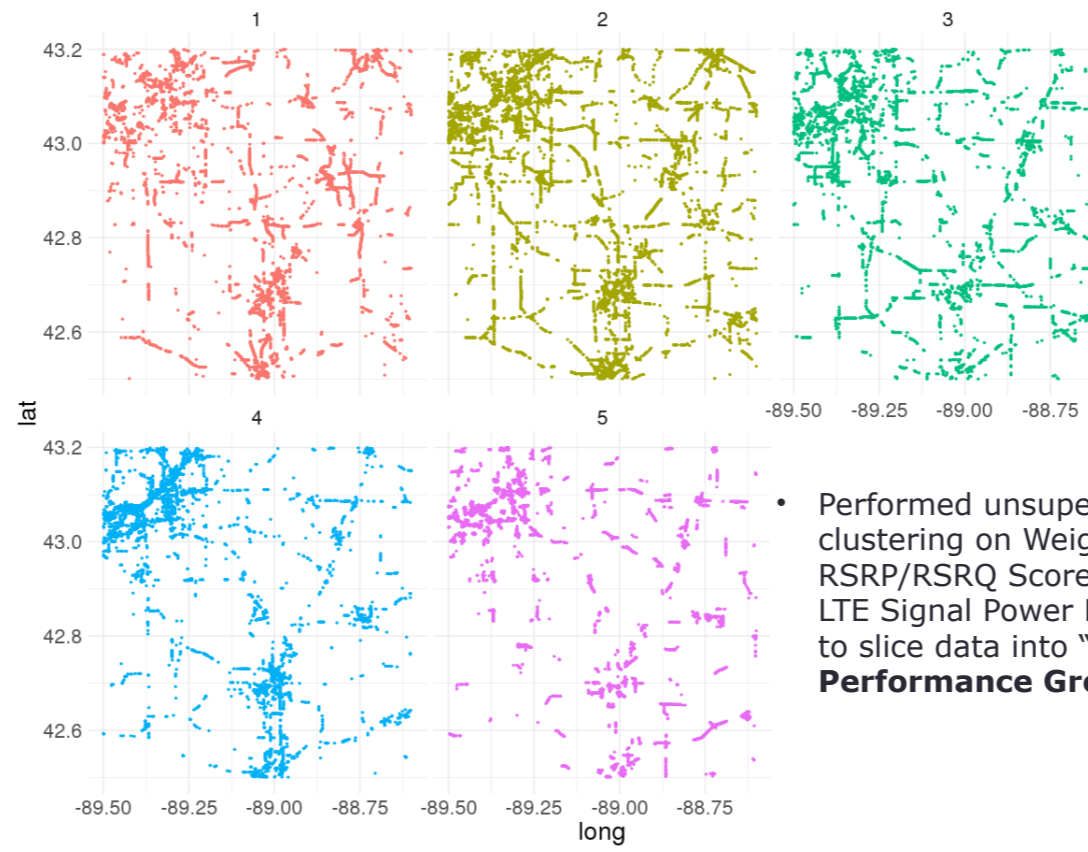 1 2 3
43.2
43.0
42.8
42.6
-89.50 -89.25 -89.00 -88.75
lat
4 5
43.2
43.0
42.8
42.6
-89.50 -89.25 -89.00 -88.75 -89.50 -89.25 -89.00 -88.75
long
• Performed unsupe
clustering on Weig
RSRP/RSRQ Score
LTE Signal Power
to slice data into “
Performance Gro